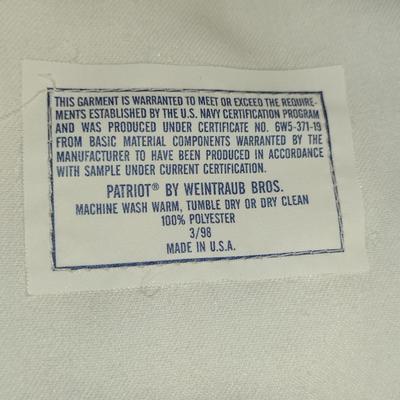 THIS GARMENT IS WARRANTED TO MEET OR EXCEED THE REQUIRE-
MENTS ESTABLISHED BY THE U.S. NAVY CERTIFICATION PROGRAM
AND WAS PRODUCED UNDER CERTIFICATE NO. 6W5-371-19
FROM BASIC MATERIAL COMPONENTS WARRANTED BY THE
MANUFACTURER TO HAVE BEEN PRODUCED IN ACCORDANCE
WITH SAMPLE UNDER CURRENT CERTIFICATION.
PATRIOT® BY WEINTRAUB BROS.
MACHINE WASH WARM, TUMBLE DRY OR DRY CLEAN
100% POLYESTER
3/98
MADE IN U.S.A.